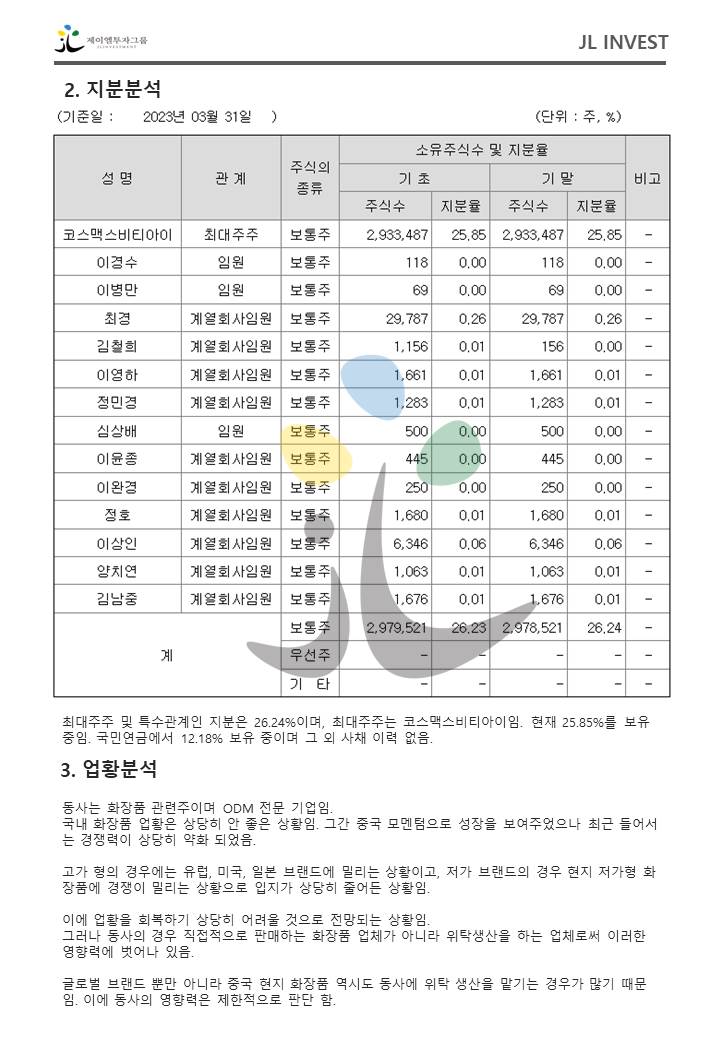 제이엘투자그룹
JL INVESTMENT
JL INVEST
2. 지분분석
(기준일 : 2023년 03월 31일 ) (단위 : 주, %)
성 명 관 계 주식의 종류 소유주식수 및 지분율 비고
기 초 기 말
주식수 지분율 주식수 지분율
코스맥스비티아이 최대주주 보통주 2,933,487 25.85 2,933,487 25.85 -
이경수 임원 보통주 118 0.00 118 0.00 -
이병만 임원 보통주 69 0.00 69 0.00 -
최경 계열회사임원 보통주 29,787 0.26 29,787 0.26 -
김철희 계열회사임원 보통주 1,156 0.01 156 0.00 -
이영하 계열회사임원 보통주 1,661 0.01 1,661 0.01 -
정민경 계열회사임원 보통주 1,283 0.01 1,283 0.01 -
심상배 임원 보통주 500 0.00 500 0.00 -
이윤종 계열회사임원 보통주 445 0.00 445 0.00 -
이완경 계열회사임원 보통주 250 0.00 250 0.00 -
정호 계열회사임원 보통주 1,680 0.01 1,680 0.01 -
이상인 계열회사임원 보통주 6,346 0.06 6,346 0.06 -
양치연 계열회사임원 보통주 1,063 0.01 1,063 0.01 -
김남중 계열회사임원 보통주 1,676 0.01 1,676 0.01 -
계 보통주 2,979,521 26.23 2,978,521 26.24 -
우선주 - - - - -
기 타 - - - - -
최대주주 및 특수관계인 지분은 26.24%이며, 최대주주는 코스맥스비티아이임. 현재 25.85%를 보유
중임. 국민연금에서 12.18% 보유 중이며 그 외 사채 이력 없음.
3. 업황분석
동사는 화장품 관련주이며 ODM 전문 기업임.
국내 화장품 업황은 상당히 안 좋은 상황임. 그간 중국 모멘텀으로 성장을 보여주었으나 최근 들어서
는 경쟁력이 상당히 약화 되었음.
고가 형의 경우에는 유럽, 미국, 일본 브랜드에 밀리는 상황이고, 저가 브랜드의 경우 현지 저가형 화
장품에 경쟁이 밀리는 상황으로 입지가 상당히 줄어든 상황임.
이에 업황을 회복하기 상당히 어려울 것으로 전망되는 상황임.
그러나 동사의 경우 직접적으로 판매하는 화장품 업체가 아니라 위탁생산을 하는 업체로써 이러한
영향력에 벗어나 있음.
글로벌 브랜드 뿐만 아니라 중국 현지 화장품 역시도 동사에 위탁 생산을 맡기는 경우가 많기 때문
임. 이에 동사의 영향력은 제한적으로 판단 함.